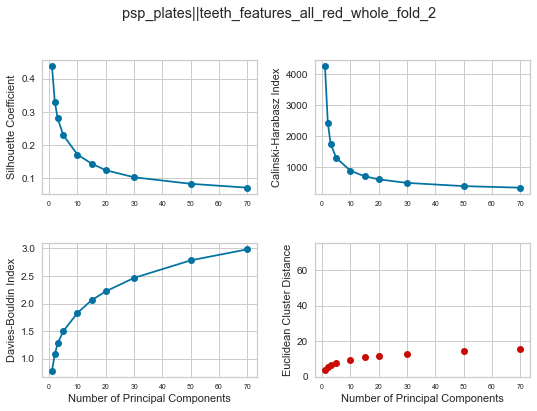 psp_plates||teeth_features_all_red_whole_fold_2
Silhouette Coefficient
0.4
0.3
0.2
0.1
0 10 20 30 40 50 60 70
Calinski-Harabasz Index
4000
3000
2000
1000
0 10 20 30 40 50 60 70
Davies-Bouldin Index
3.0
2.5
2.0
1.5
1.0
0 10 20 30 40 50 60 70
Number of Principal Components
Euclidean Cluster Distance
60
40
20
0
0 10 20 30 40 50 60 70
Number of Principal Components